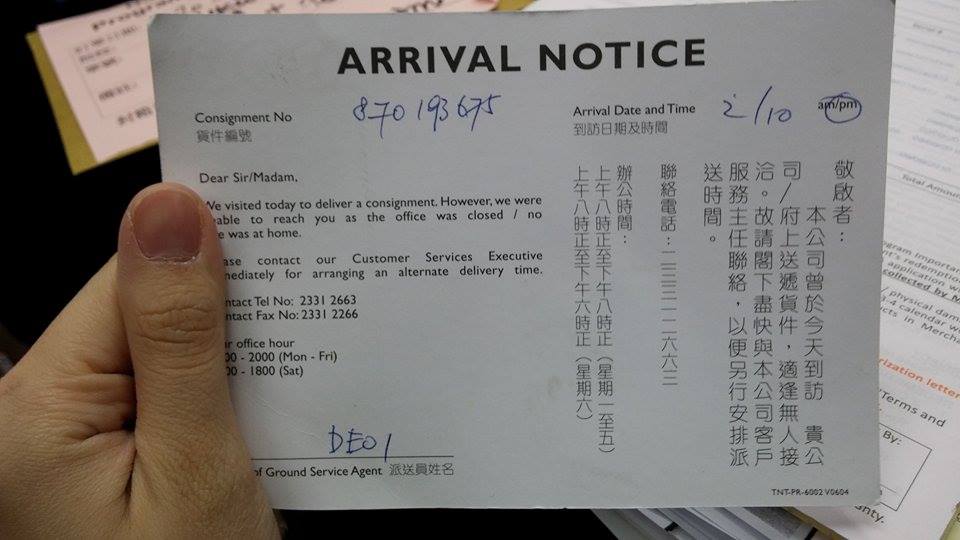 ARRIVAL NOTICE
Consignment No 870193675
貨件編號
Arrival Date and Time 2/10 am/pm
到訪日期及時間
Dear Sir/Madam,
We visited today to deliver a consignment. However, we were
able to reach you as the office was closed / no
was at home.
contact our Customer Services Executive
for arranging an alternate delivery time.
Tel No: 2331 2663
Fax No: 2331 2266
office hour
- 2000 (Mon - Fri)
- 1800 (Sat)
DE01
of Ground Service Agent 派送員姓名
敬啟者：
本公司曾於今天到訪 貴公
司/府上送遞貨件，適逢無人接
洽。故請閣下盡快與本公司客戶
服務主任聯絡，以便另行安排派
送時間。
聯絡電話：二三三一二六六三
辦公時間：
上午八時正至下午八時正（星期一至五）
上午八時正至下午六時正（星期六）
TNT-PR-6002 V0604
Total
collected by
letter
Terms and
By: